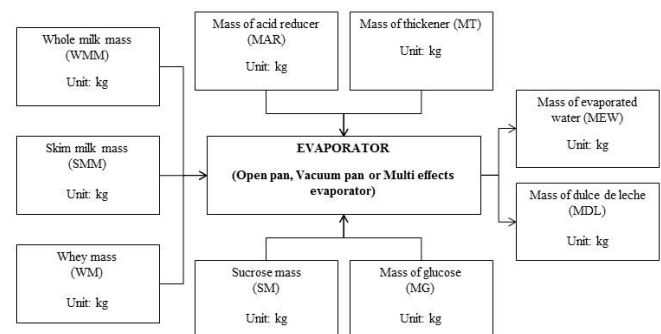 Whole milk mass
(WMM)
Unit: kg
Mass of acid reducer
(MAR)
Unit: kg
Mass of thickener (MT)
Unit: kg
Skim milk mass
(SMM)
Unit: kg
EVAPORATOR
(Open pan, Vacuum pan or Multi effects
evaporator)
Mass of evaporated
water (MEW)
Unit: kg
Mass of dulce de leche
(MDL)
Unit: kg
Whey mass
(WM)
Unit: kg
Sucrose mass
(SM)
Unit: kg
Mass of glucose
(MG)
Unit: kg